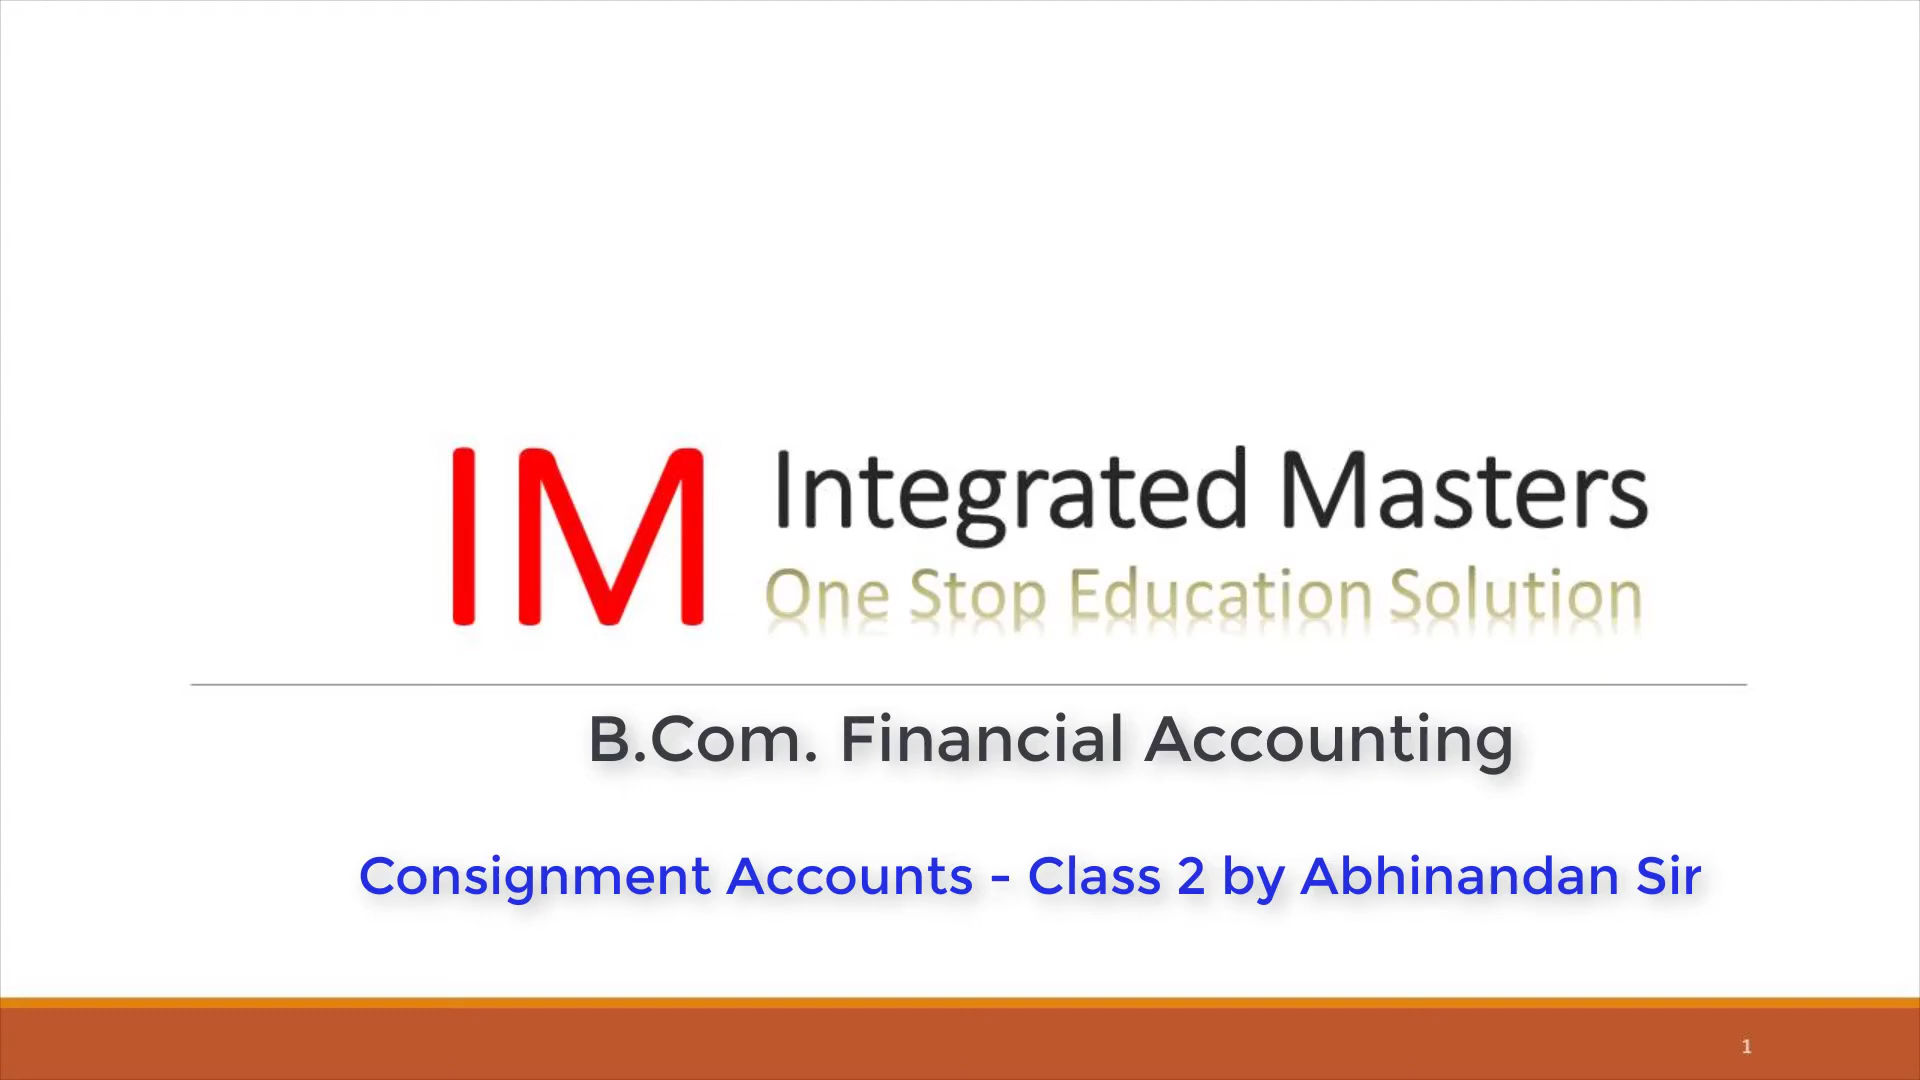 IM Integrated Masters
One Stop Education Solution
B.Com. Financial Accounting
Consignment Accounts - Class 2 by Abhinandan Sir
1